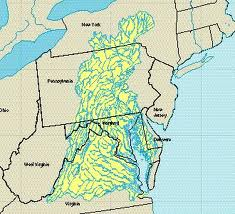 New York
Pennsylvania
Ohio
New Jersey
Maryland
Delaware
West Virginia
Virginia